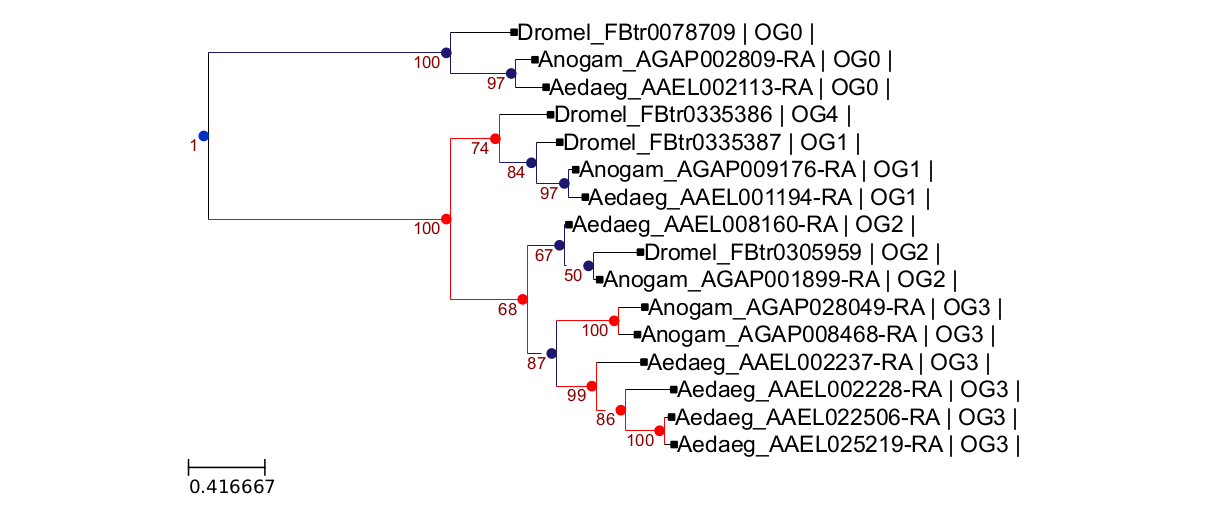 Dromel_FBtr0078709 | OG0 |
100
Anogam_AGAP002809-RA | OG0 |
97
Aedaeg_AAEL002113-RA | OG0 |
Dromel_FBtr0335386 | OG4 |
1
74
Dromel_FBtr0335387 | OG1 |
84
Anogam_AGAP009176-RA | OG1 |
97
Aedaeg_AAEL001194-RA | OG1 |
100
Aedaeg_AAEL008160-RA | OG2 |
67
Dromel_FBtr0305959 | OG2 |
50
Anogam_AGAP001899-RA | OG2 |
68
Anogam_AGAP028049-RA | OG3 |
100
Anogam_AGAP008468-RA | OG3 |
87
Aedaeg_AAEL002237-RA | OG3 |
99
Aedaeg_AAEL002228-RA | OG3 |
86
Aedaeg_AAEL022506-RA | OG3 |
100
Aedaeg_AAEL025219-RA | OG3 |
0.416667